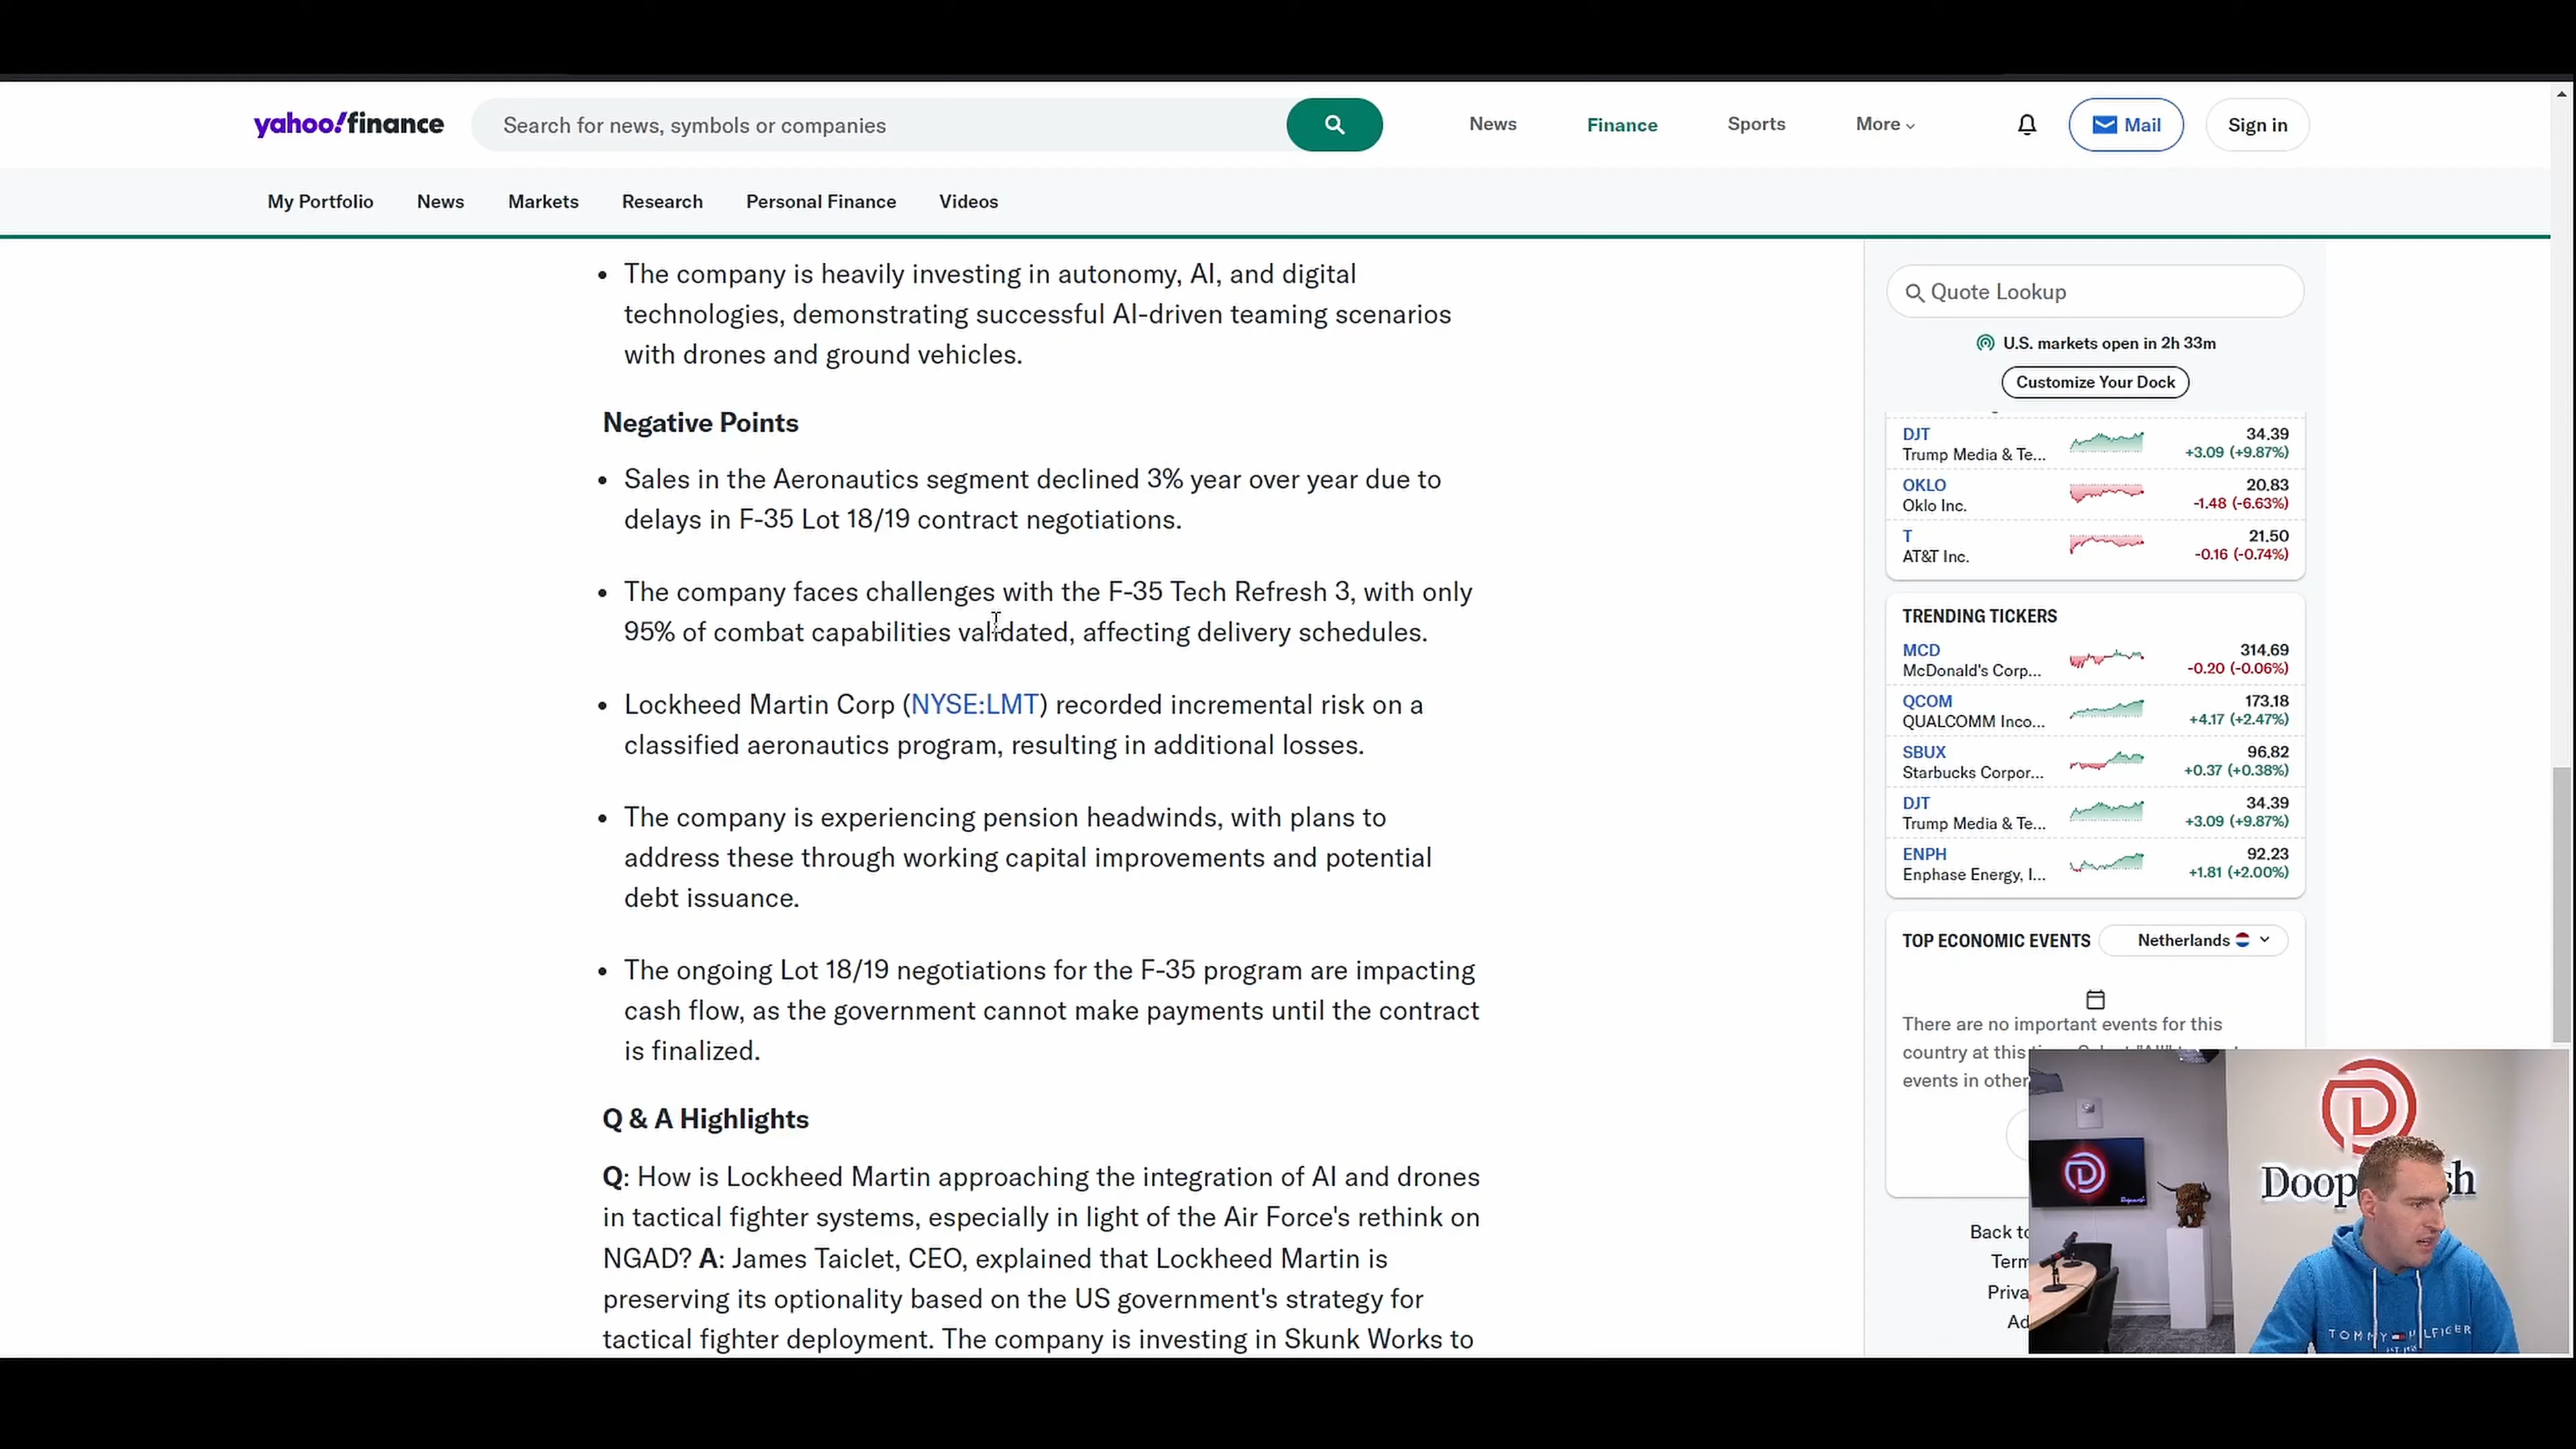 yahoo!finance
Search for news, symbols or companies
News
Finance
Sports
More
Mail
Sign in
My Portfolio
News
Markets
Research
Personal Finance
Videos
• The company is heavily investing in autonomy, AI, and digital
technologies, demonstrating successful AI-driven teaming scenarios
with drones and ground vehicles.
Negative Points
• Sales in the Aeronautics segment declined 3% year over year due to
delays in F-35 Lot 18/19 contract negotiations.
• The company faces challenges with the F-35 Tech Refresh 3, with only
95% of combat capabilities validated, affecting delivery schedules.
• Lockheed Martin Corp (NYSE:LMT) recorded incremental risk on a
classified aeronautics program, resulting in additional losses.
• The company is experiencing pension headwinds, with plans to
address these through working capital improvements and potential
debt issuance.
• The ongoing Lot 18/19 negotiations for the F-35 program are impacting
cash flow, as the government cannot make payments until the contract
is finalized.
Q & A Highlights
Q: How is Lockheed Martin approaching the integration of AI and drones
in tactical fighter systems, especially in light of the Air Force's rethink on
NGAD? A: James Taiclet, CEO, explained that Lockheed Martin is
preserving its optionality based on the US government's strategy for
tactical fighter deployment. The company is investing in Skunk Works to
Quote Lookup
U.S. markets open in 2h 33m
Customize Your Dock
DJT 34.39
Trump Media & Te... +3.09 (+9.87%)
OKLO 20.83
Oklo Inc. -1.48 (-6.63%)
T 21.50
AT&T Inc. -0.16 (-0.74%)
TRENDING TICKERS
MCD 314.69
McDonald's Corp... -0.20 (-0.06%)
QCOM 173.18
QUALCOMM Inco... +4.17 (+2.47%)
SBUX 96.82
Starbucks Corpor... +0.37 (+0.38%)
DJT 34.39
Trump Media & Te... +3.09 (+9.87%)
ENPH 92.23
Enphase Energy, I... +1.81 (+2.00%)
TOP ECONOMIC EVENTS Netherlands
There are no important events for this
country at this
events in other
Back to
Term
Priva
Ad
TOMMY HILFIGER